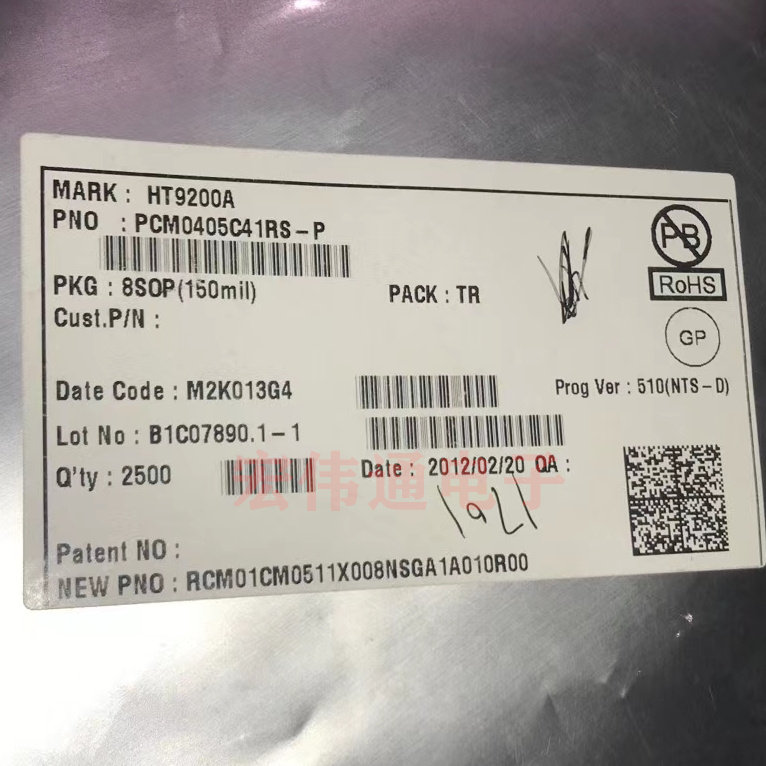 MARK : HT9200A
PNO : PCM0405C41RS-P
PB
RoHS
PKG : 8SOP(150mil)
PACK : TR
Cust.P/N :
GP
Date Code : M2K013G4
Prog Ver : 510(NTS-D)
Lot No : B1C07890.1-1
Q'ty : 2500
Date : 2012/02/20 QA :
宏伟通电子
1921
Patent NO :
NEW PNO : RCM01CM0511X008NSGA1A010R00